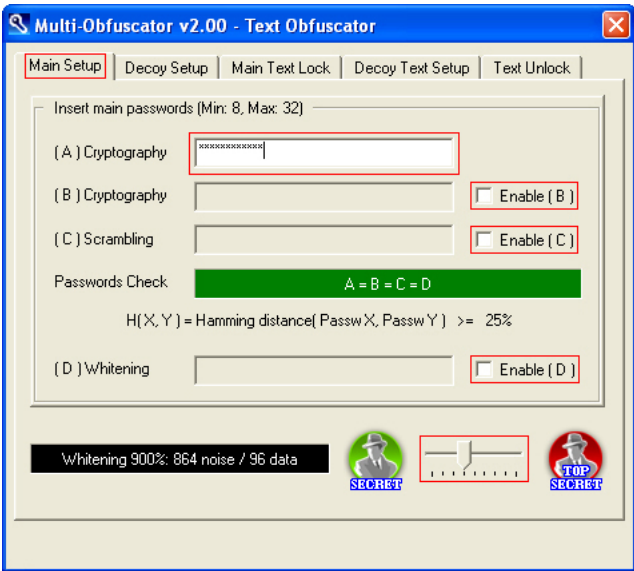 Multi-Obfuscator v2.00 - Text Obfuscator
Main Setup Decoy Setup Main Text Lock Decoy Text Setup Text Unlock
Insert main passwords (Min: 8, Max: 32)
( A ) Cryptography ************
( B ) Cryptography Enable ( B )
( C ) Scrambling Enable ( C )
Passwords Check A = B = C = D
H( X, Y ) = Hamming distance( Passw X, Passw Y ) >= 25%
( D ) Whitening Enable ( D )
Whitening 900%: 864 noise / 96 data
SECRET
TOP
SECRET